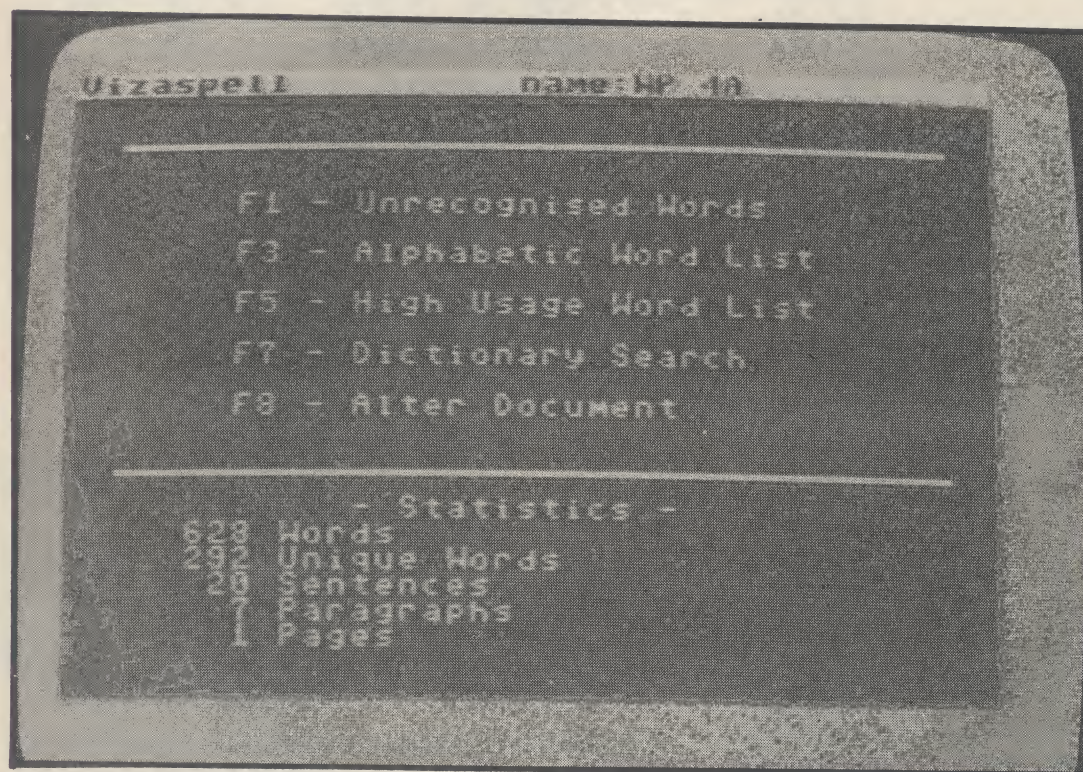 Vizaspell name:WP 4A
F1 - Unrecognised Words
F3 - Alphabetic Word List
F5 - High Usage Word List
F7 - Dictionary Search
F8 - Alter Document
- Statistics -
628 Words
292 Unique Words
Sentences
7 Paragraphs
1 Pages